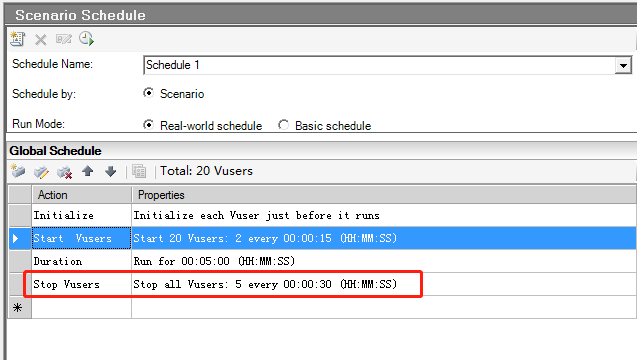 Scenario Schedule
Schedule Name: Schedule 1
Schedule by: Scenario
Run Mode: Real-world schedule Basic schedule
Global Schedule
Total: 20 Vusers
Action Properties
Initialize Initialize each Vuser just before it runs
Start Vusers Start 20 Vusers: 2 every 00:00:15 (HH:MM:SS)
Duration Run for 00:05:00 (HH:MM:SS)
Stop Vusers Stop all Vusers: 5 every 00:00:30 (HH:MM:SS)